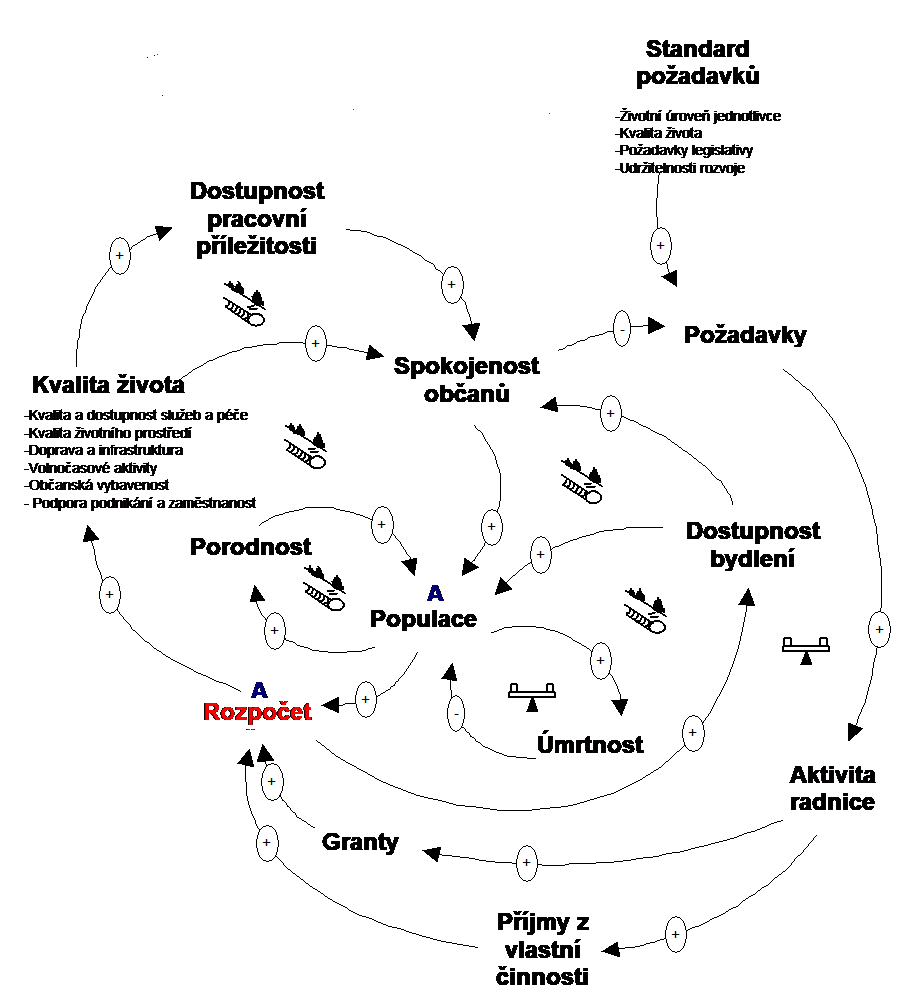 Standard
požadavků
-Životní úroveň jednotlivce
-Kvalita života
-Požadavky legislativy
-Udržitelnosti rozvoje
Dostupnost
pracovní
příležitosti
+
+
+
-
Požadavky
+
Spokojenost
občanů
Kvalita života
-Kvalita a dostupnost služeb a péče
-Kvalita životního prostředí
-Doprava a infrastruktura
-Volnočasové aktivity
-Občanská vybavenost
- Podpora podnikání a zaměstnanost
+
+
+
Porodnost
Dostupnost
bydlení
+
+
A
Populace
+
+
+
A
Rozpočet
--
+
-
+
Úmrtnost
Aktivita
radnice
+
Granty
+
+
Příjmy z
vlastní
činnosti
+